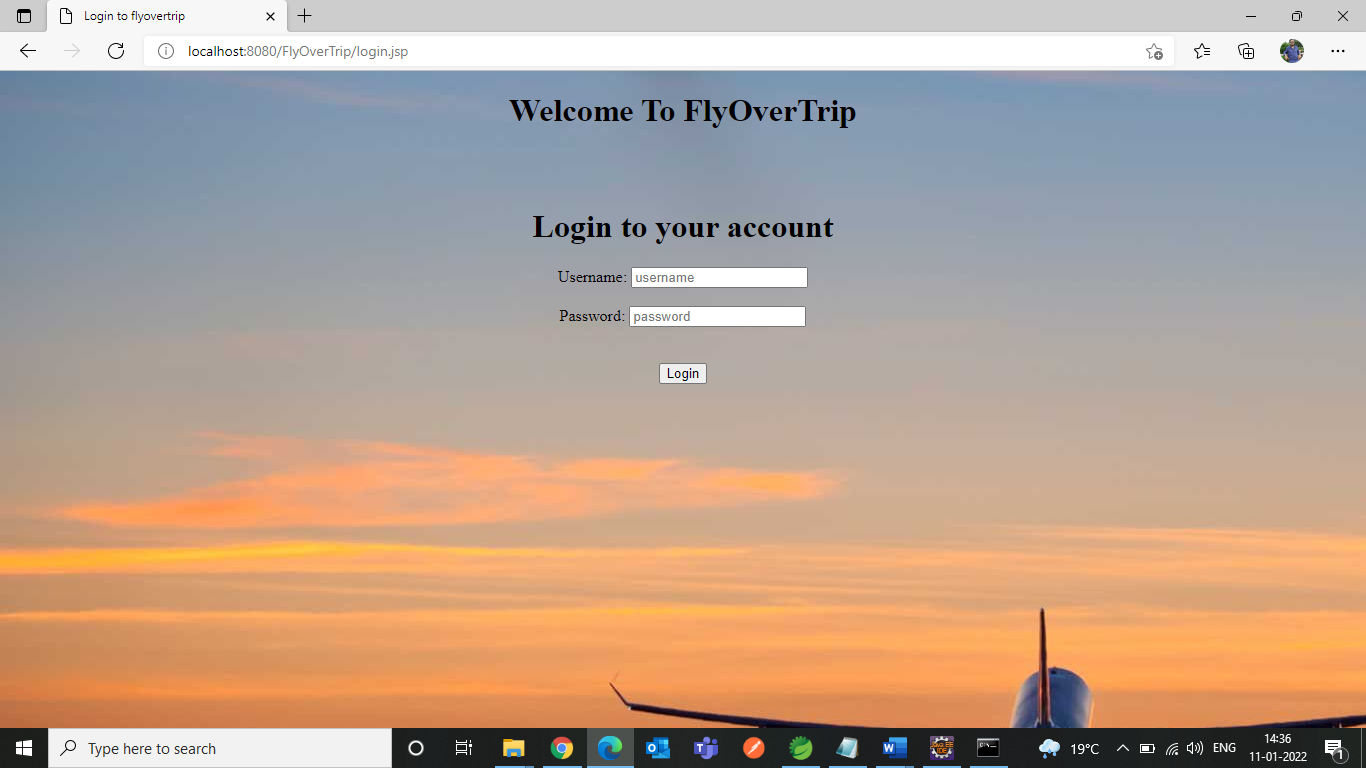 Login to flyovertrip
localhost:8080/FlyOverTrip/login.jsp
Welcome To FlyOverTrip
Login to your account
Username: username
Password: password
Login
Type here to search
19°C
ENG
14:36
11-01-2022
1